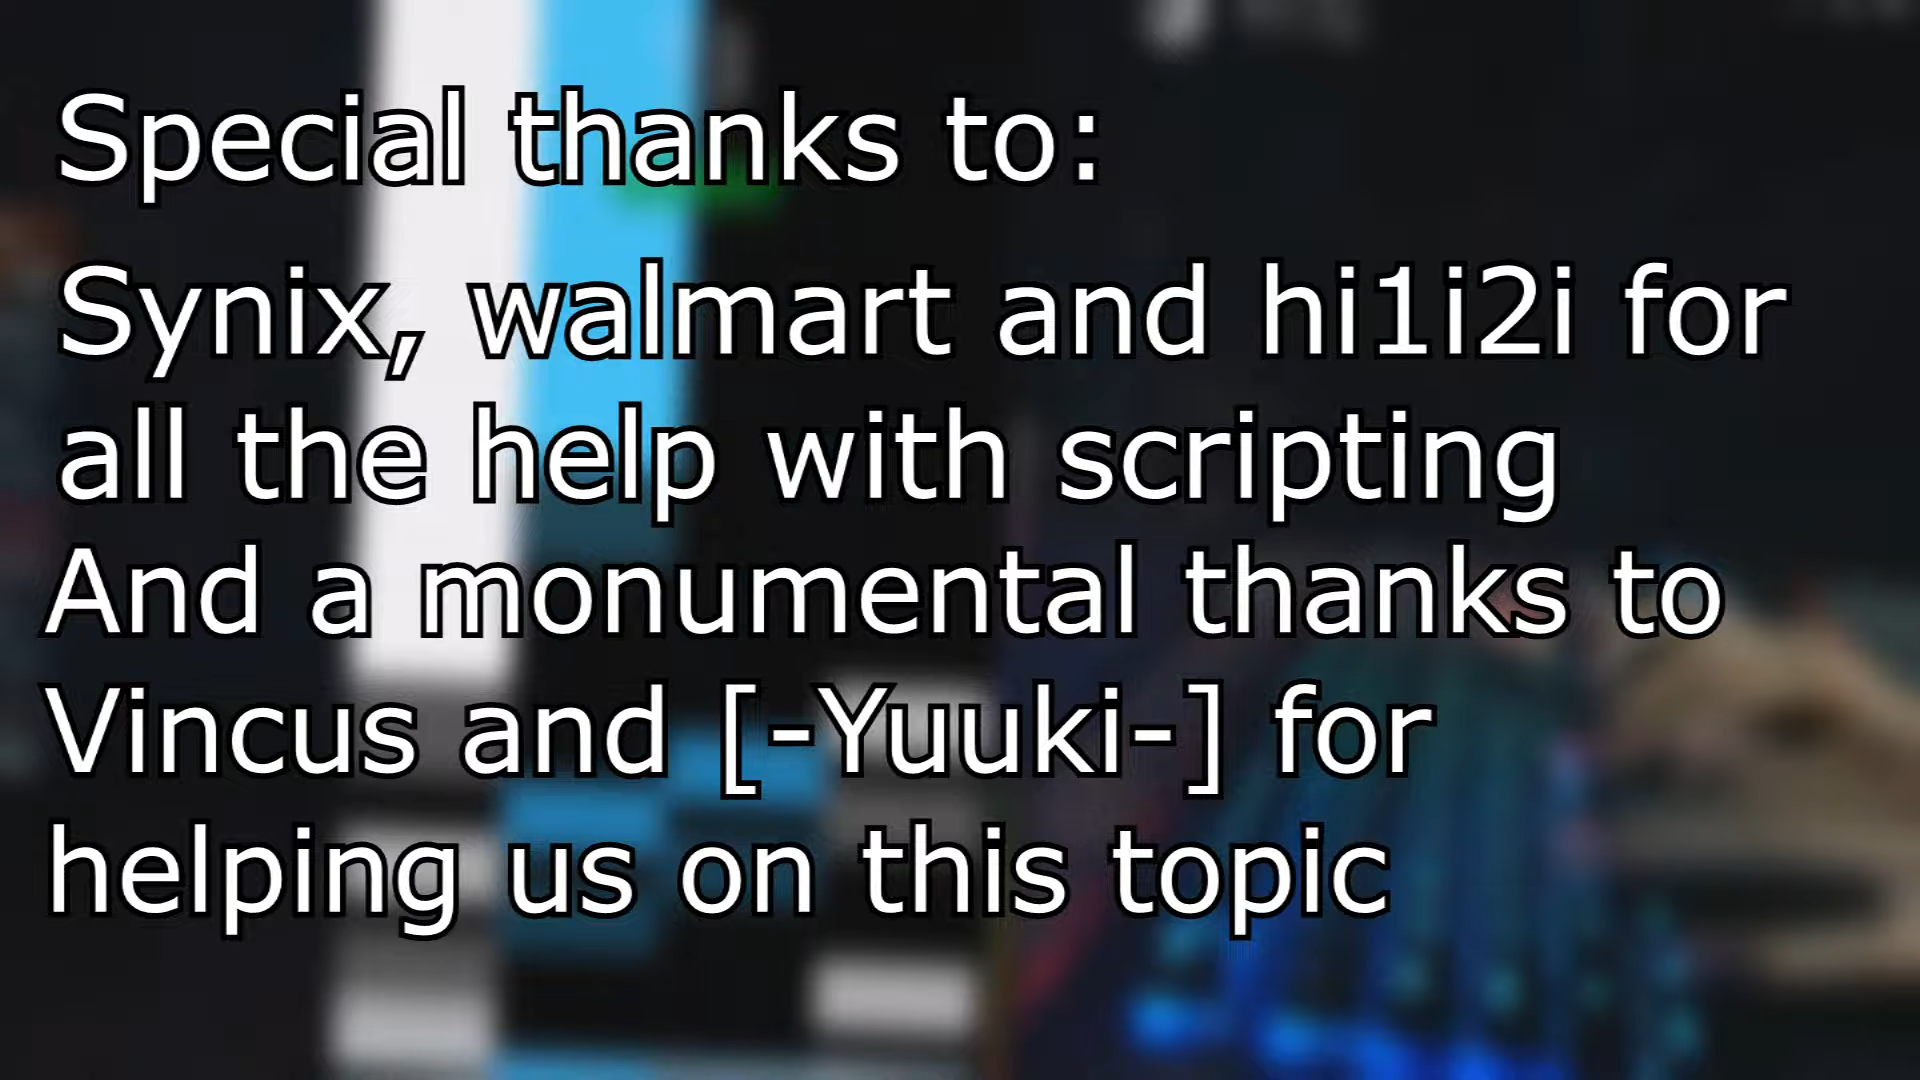 Special thanks to:
Synix, walmart and hi1i2i for
all the help with scripting
And a monumental thanks to
Vincus and [-Yuuki-] for
helping us on this topic